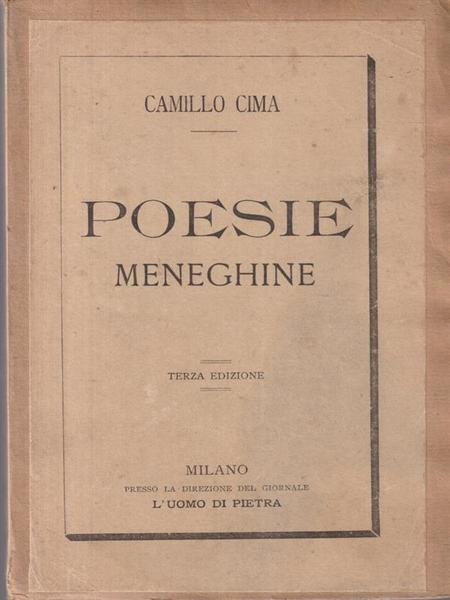 CAMILLO CIMA
POESIE
MENEGHINE
TERZA EDIZIONE
MILANO
PRESSO LA DIREZIONE DEL GIORNALE
L'UOMO DI PIETRA